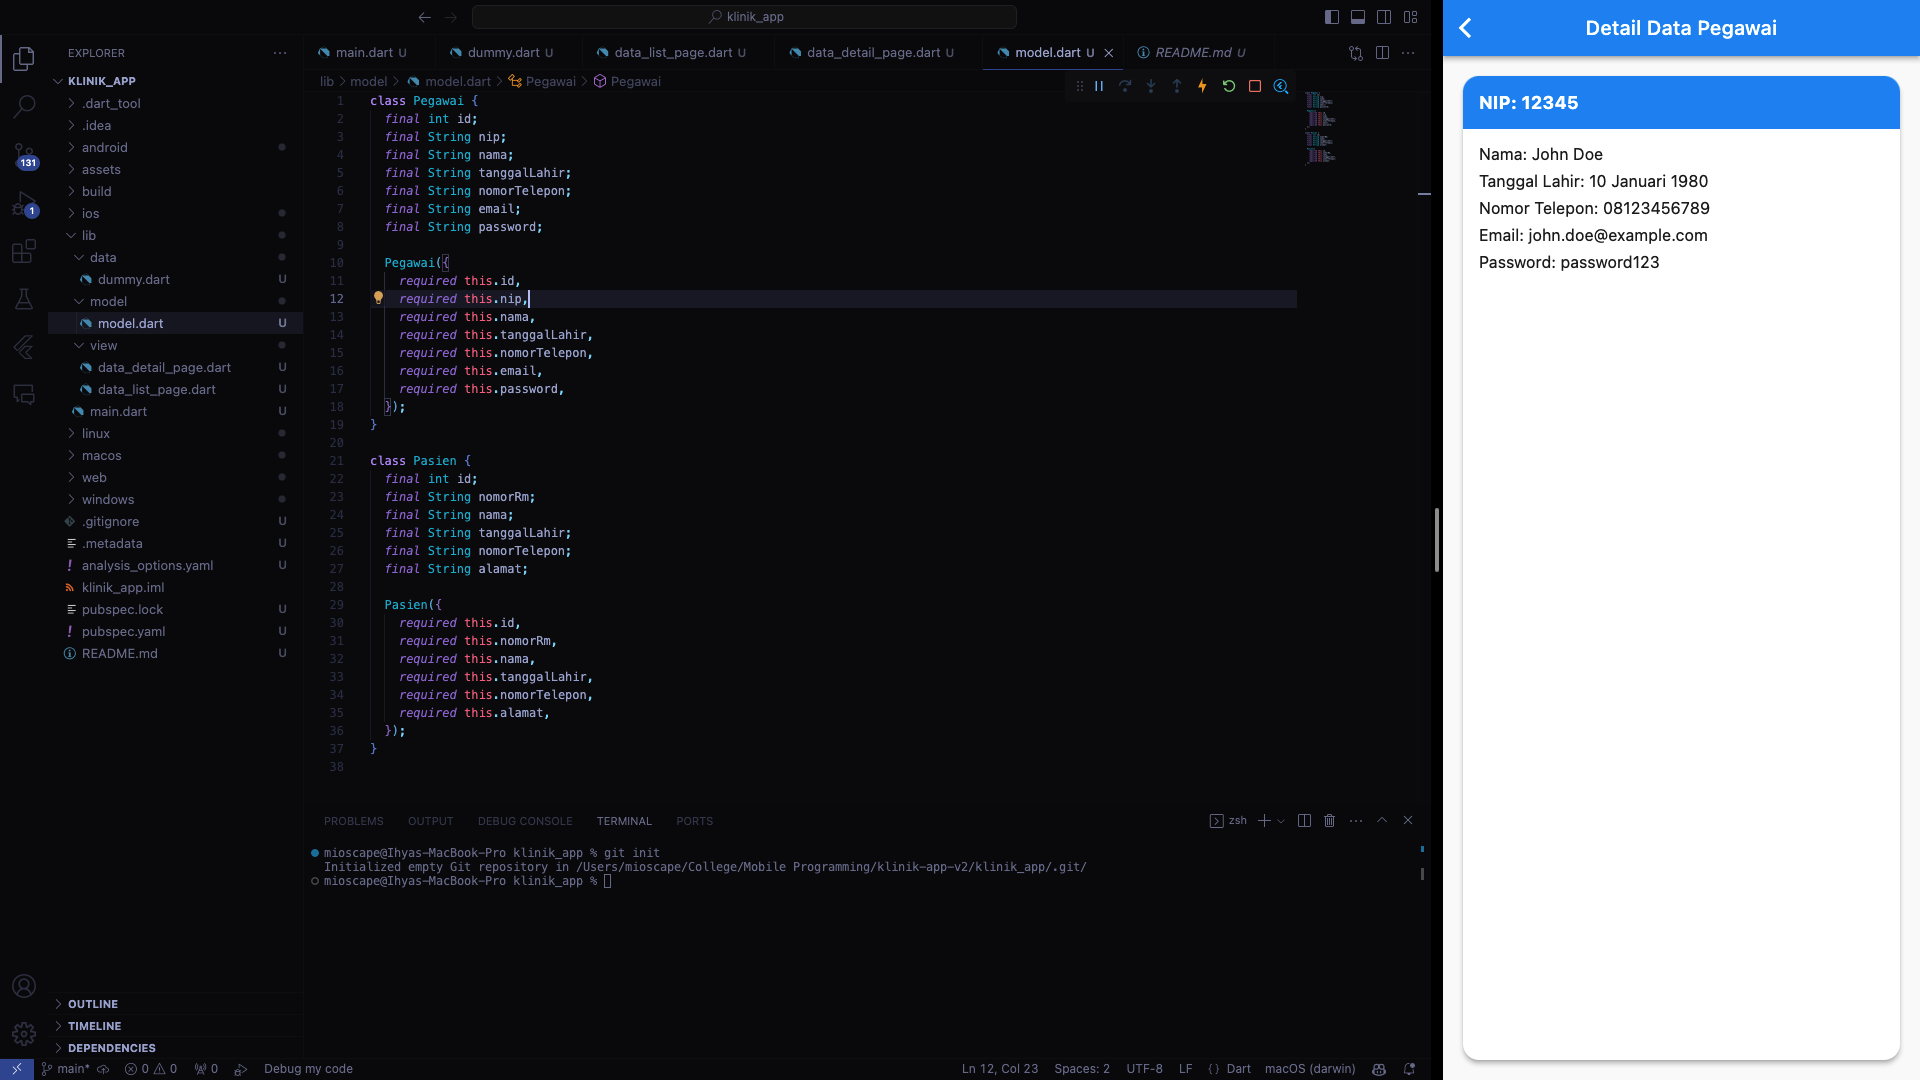 klinik_app
EXPLORER
KLINIK_APP
.dart_tool
.idea
android
assets
build
ios
lib
data
dummy.dart U
model
model.dart U
view
data_detail_page.dart U
data_list_page.dart U
main.dart U
linux
macos
web
windows
.gitignore U
.metadata U
analysis_options.yaml U
klinik_app.iml
pubspec.lock U
pubspec.yaml U
README.md U
OUTLINE
TIMELINE
DEPENDENCIES
131
1
main.dart U dummy.dart U data_list_page.dart U data_detail_page.dart U model.dart U README.md U
lib > model > model.dart > Pegawai > Pegawai
1 class Pegawai {
2 final int id;
3 final String nip;
4 final String nama;
5 final String tanggalLahir;
6 final String nomorTelepon;
7 final String email;
8 final String password;
9
10 Pegawai({
11 required this.id,
12 required this.nip,
13 required this.nama,
14 required this.tanggalLahir,
15 required this.nomorTelepon,
16 required this.email,
17 required this.password,
18 });
19 }
20
21 class Pasien {
22 final int id;
23 final String nomorRm;
24 final String nama;
25 final String tanggalLahir;
26 final String nomorTelepon;
27 final String alamat;
28
29 Pasien({
30 required this.id,
31 required this.nomorRm,
32 required this.nama,
33 required this.tanggalLahir,
34 required this.nomorTelepon,
35 required this.alamat,
36 });
37 }
38
PROBLEMS OUTPUT DEBUG CONSOLE TERMINAL PORTS zsh
mioscape@Ihyas-MacBook-Pro klinik_app % git init
Initialized empty Git repository in /Users/mioscape/College/Mobile Programming/klinik-app-v2/klinik_app/.git/
mioscape@Ihyas-MacBook-Pro klinik_app %
main* 0 0 0 Debug my code Ln 12, Col 23 Spaces: 2 UTF-8 LF {} Dart macOS (darwin)
Detail Data Pegawai
NIP: 12345
Nama: John Doe
Tanggal Lahir: 10 Januari 1980
Nomor Telepon: 08123456789
Email: john.doe@example.com
Password: password123